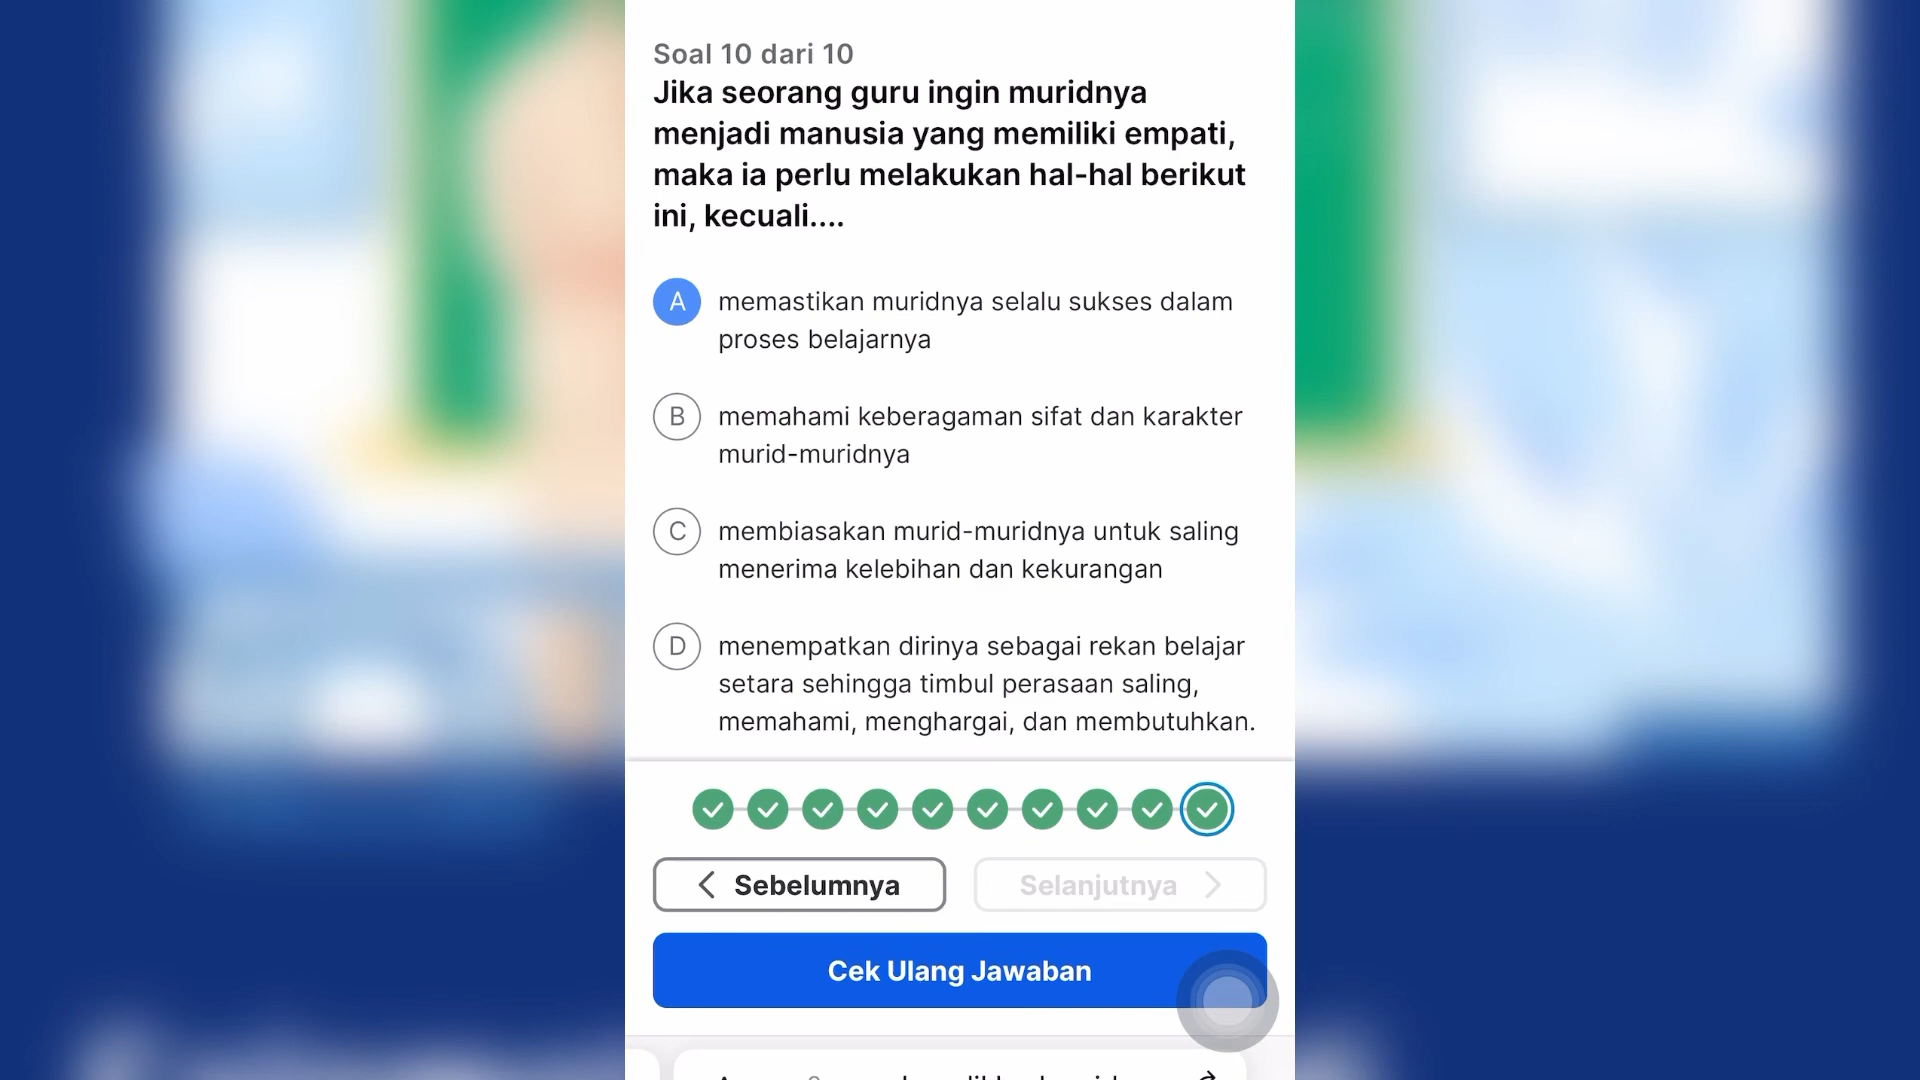 Soal 10 dari 10
Jika seorang guru ingin muridnya
menjadi manusia yang memiliki empati,
maka ia perlu melakukan hal-hal berikut
ini, kecuali....
A memastikan muridnya selalu sukses dalam
proses belajarnya
B memahami keberagaman sifat dan karakter
murid-muridnya
C membiasakan murid-muridnya untuk saling
menerima kelebihan dan kekurangan
D menempatkan dirinya sebagai rekan belajar
setara sehingga timbul perasaan saling,
memahami, menghargai, dan membutuhkan.
Sebelumnya
Selanjutnya
Cek Ulang Jawaban